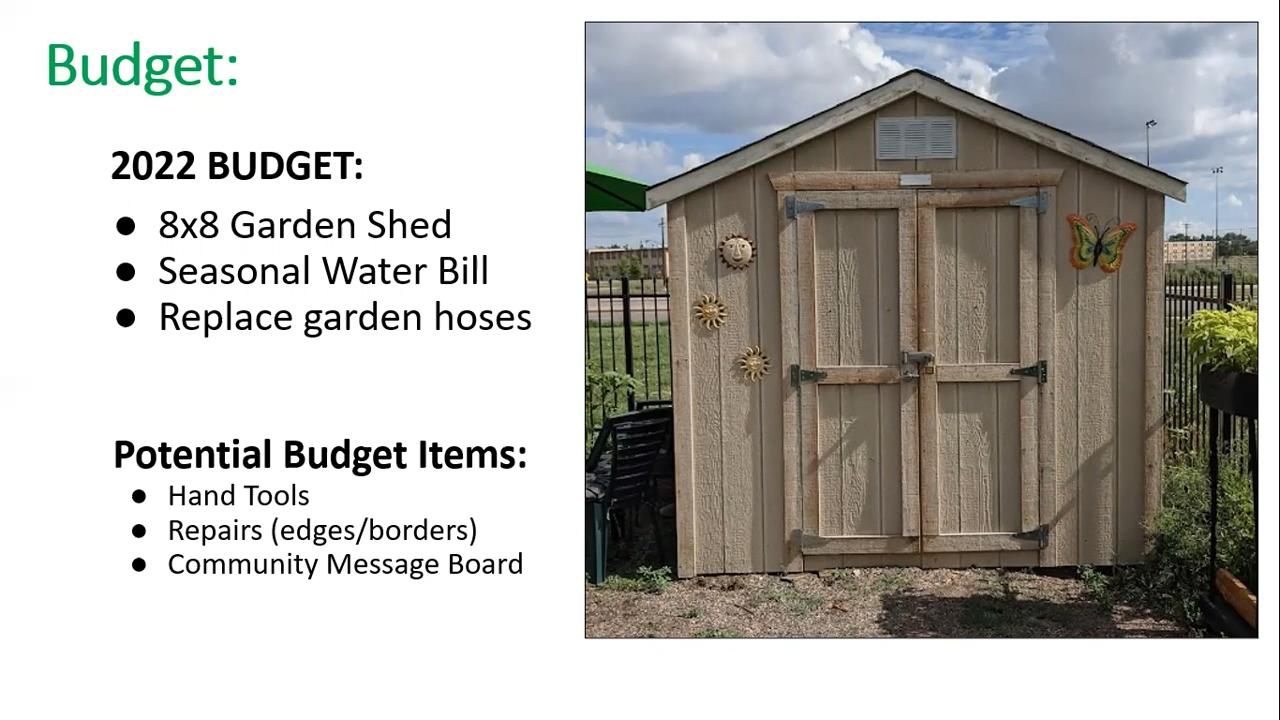 Budget:
2022 BUDGET:
● 8x8 Garden Shed
● Seasonal Water Bill
● Replace garden hoses
Potential Budget Items:
● Hand Tools
● Repairs (edges/borders)
● Community Message Board